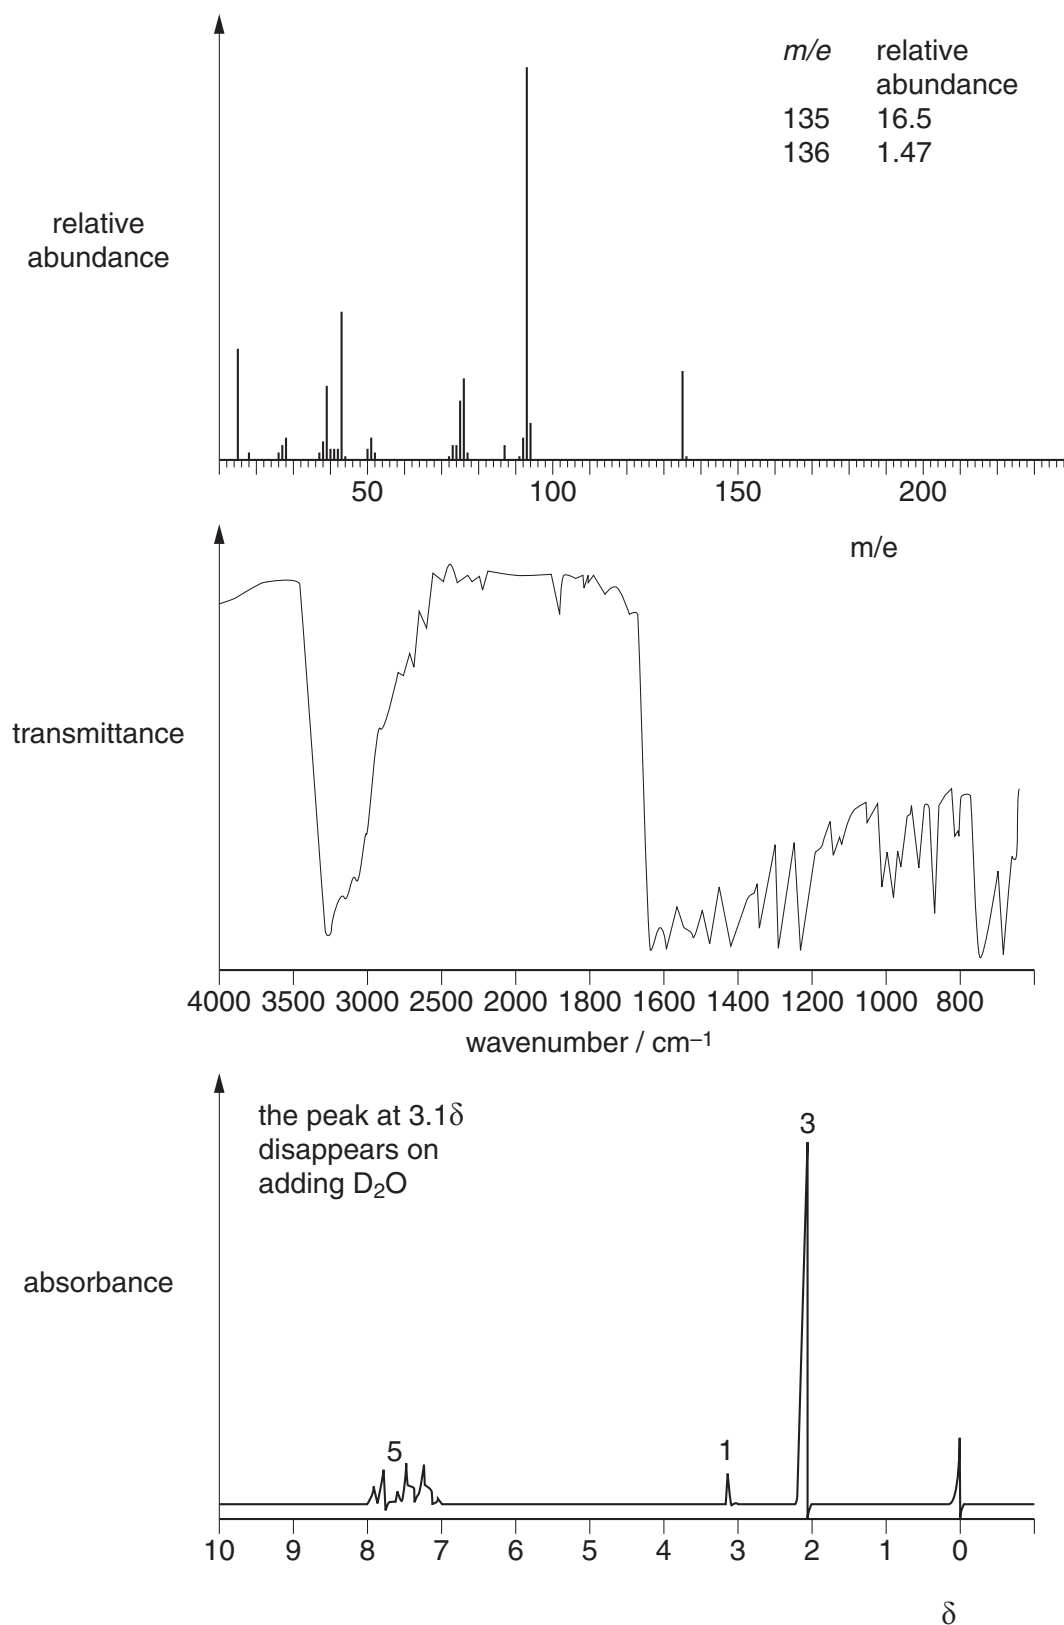 m/e relative
abundance
135 16.5
136 1.47
relative
abundance
50 100 150 200
m/e
transmittance
4000 3500 3000 2500 2000 1800 1600 1400 1200 1000 800
wavenumber / cm–1
the peak at 3.1δ
disappears on
adding D2O
3
absorbance
5 1
10 9 8 7 6 5 4 3 2 1 0
δ